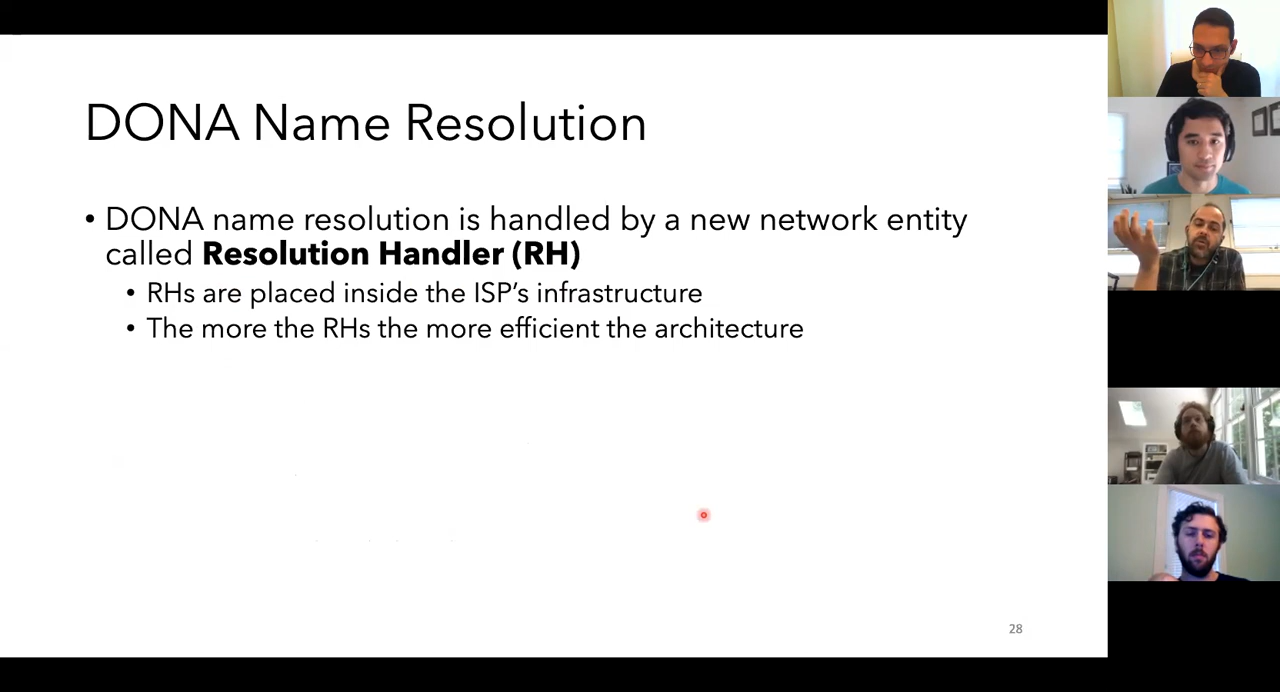 DONA Name Resolution
• DONA name resolution is handled by a new network entity
called Resolution Handler (RH)
• RHs are placed inside the ISP's infrastructure
• The more the RHs the more efficient the architecture
28